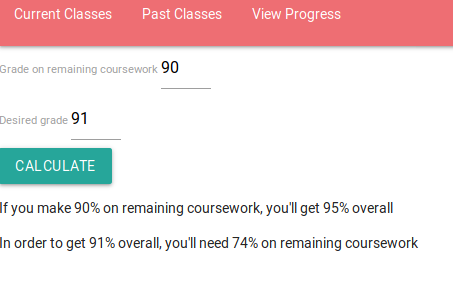 Current Classes Past Classes View Progress
Grade on remaining coursework 90
Desired grade 91
CALCULATE
If you make 90% on remaining coursework, you'll get 95% overall
In order to get 91% overall, you'll need 74% on remaining coursework